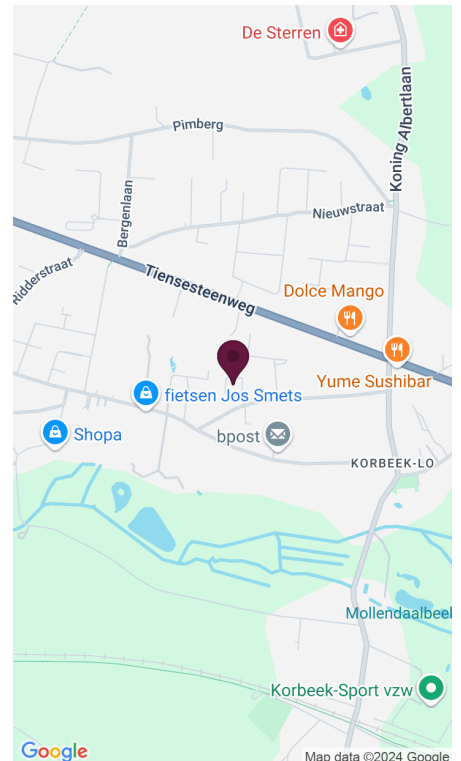 De Sterren
Pimberg
Koning Albertlaan
Bergenlaan
Nieuwstraat
Ridderstraat
Tiensesteenweg
Dolce Mango
Yume Sushibar
fietsen Jos Smets
Shopa
bpost
KORBEEK-LO
Mollendaalbeek
Korbeek-Sport vzw
Google
Map data ©2024 Google